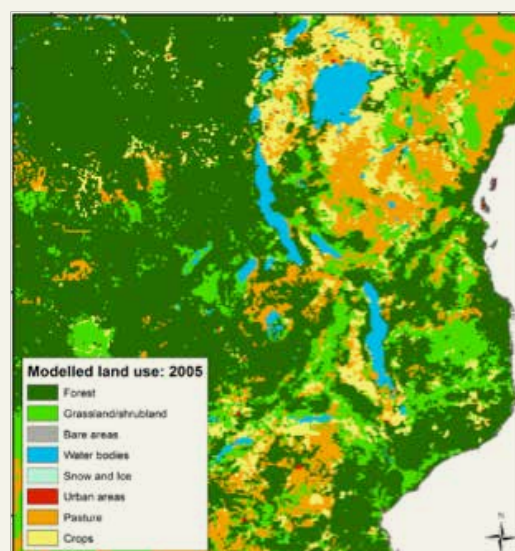 Modelled land use: 2005
Forest
Grassland/shrubland
Bare areas
Water bodies
Snow and Ice
Urban areas
Pasture
Crops
N